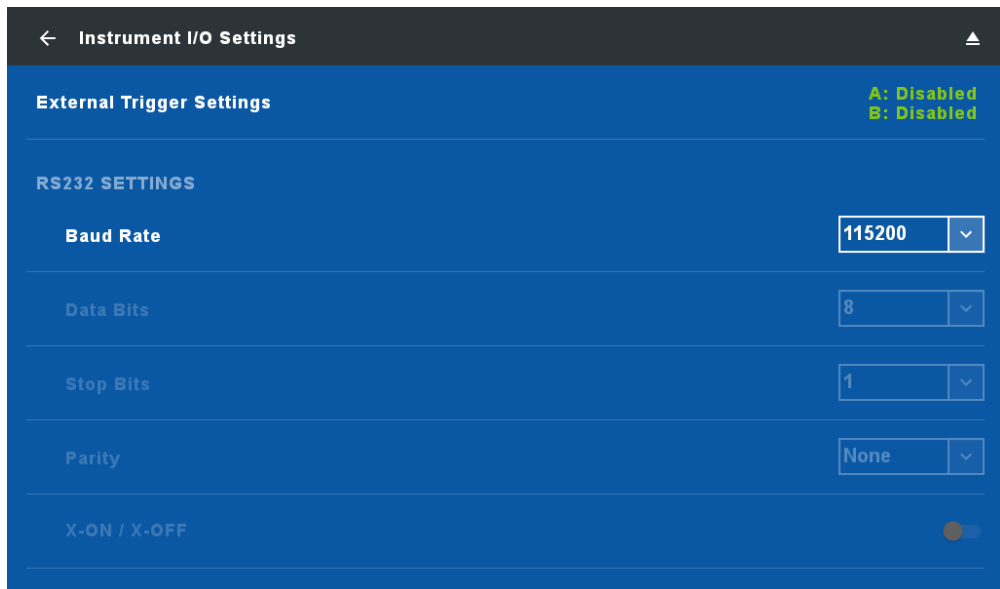 Instrument I/O Settings
External Trigger Settings
A: Disabled
B: Disabled
RS232 SETTINGS
Baud Rate
115200
Data Bits
8
Stop Bits
1
Parity
None
X-ON / X-OFF